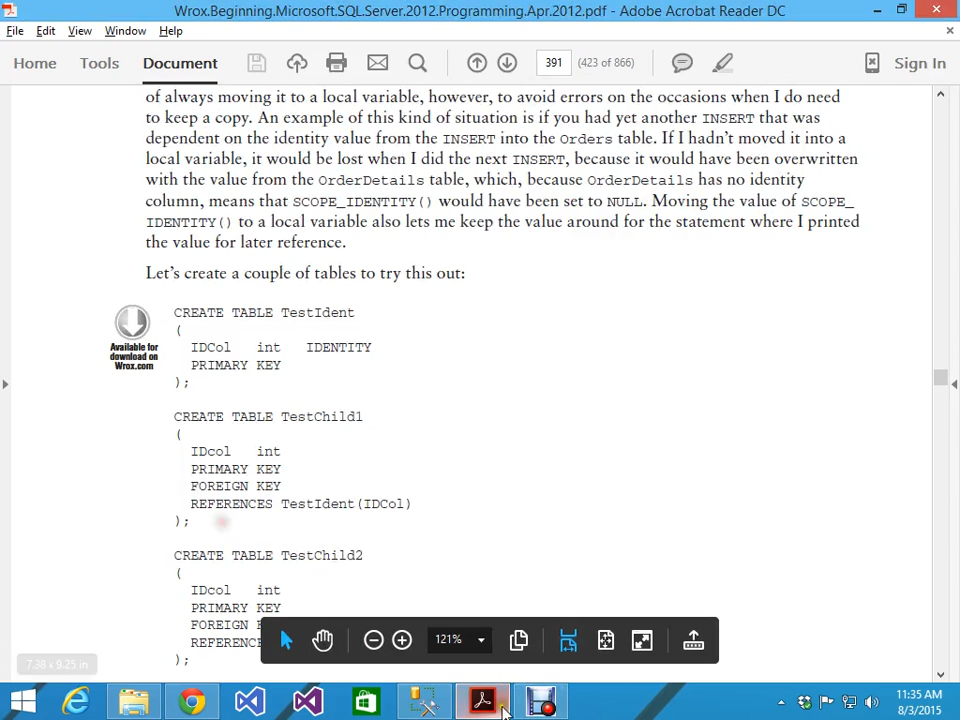 Wrox.Beginning.Microsoft.SQL.Server.2012.Programming.Apr.2012.pdf - Adobe Acrobat Reader DC
File Edit View Window Help
Home Tools Document 391 (423 of 866) Sign In
of always moving it to a local variable, however, to avoid errors on the occasions when I do need
to keep a copy. An example of this kind of situation is if you had yet another INSERT that was
dependent on the identity value from the INSERT into the Orders table. If I hadn't moved it into a
local variable, it would be lost when I did the next INSERT, because it would have been overwritten
with the value from the OrderDetails table, which, because OrderDetails has no identity
column, means that SCOPE_IDENTITY() would have been set to NULL. Moving the value of SCOPE_
IDENTITY() to a local variable also lets me keep the value around for the statement where I printed
the value for later reference.
Let's create a couple of tables to try this out:
Available for
download on
Wrox.com
CREATE TABLE TestIdent
(
IDCol int IDENTITY
PRIMARY KEY
);
CREATE TABLE TestChild1
(
IDcol int
PRIMARY KEY
FOREIGN KEY
REFERENCES TestIdent(IDCol)
);
CREATE TABLE TestChild2
(
IDcol int
PRIMARY KEY
FOREIGN K
REFERENC
);
121%
7.38 x 9.25 in
11:35 AM
8/3/2015